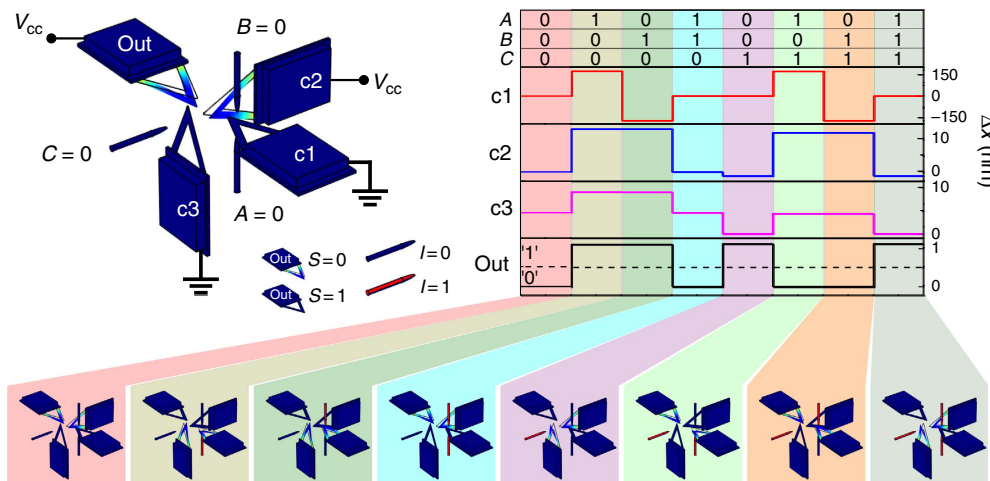 Vcc
Out
B = 0
c2
Vcc
C = 0
c1
c3
A = 0
Out
S = 0
I = 0
Out
S = 1
I = 1
A 0 1 0 1 0 1 0 1
B 0 0 1 1 0 0 1 1
C 0 0 0 0 1 1 1 1
c1
150
0
−150
c2
10
0
c3
10
0
Δx (nm)
Out
'1'
'0'
1
0